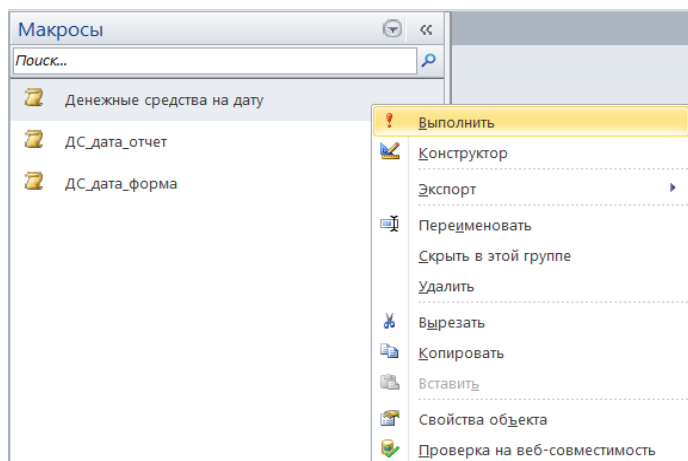 Макросы
Поиск...
Денежные средства на дату
ДС_дата_отчет
ДС_дата_форма
Выполнить
Конструктор
Экспорт
Переименовать
Скрыть в этой группе
Удалить
Вырезать
Копировать
Вставить
Свойства объекта
Проверка на веб-совместимость